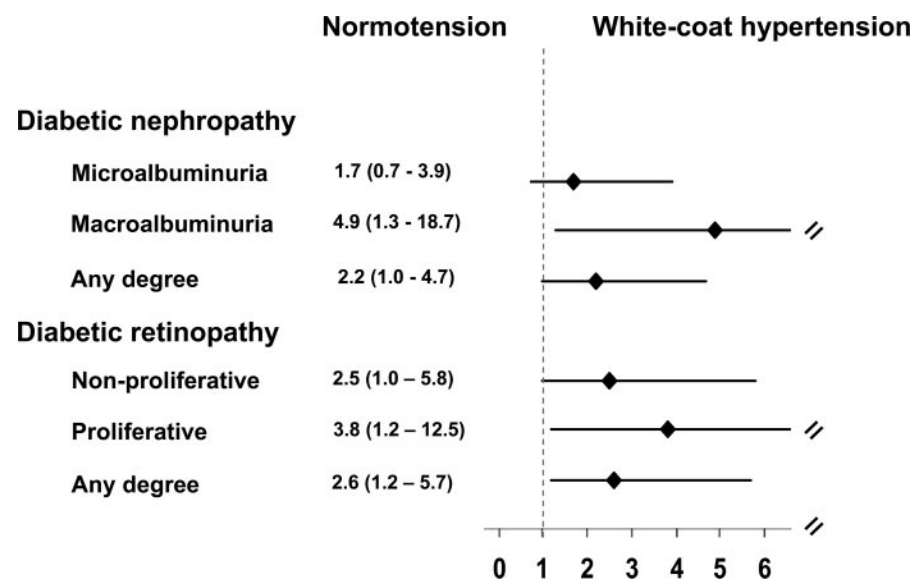 Normotension White-coat hypertension
Diabetic nephropathy
Microalbuminuria 1.7 (0.7 - 3.9)
Macroalbuminuria 4.9 (1.3 - 18.7)
Any degree 2.2 (1.0 - 4.7)
Diabetic retinopathy
Non-proliferative 2.5 (1.0 – 5.8)
Proliferative 3.8 (1.2 – 12.5)
Any degree 2.6 (1.2 – 5.7)
0 1 2 3 4 5 6